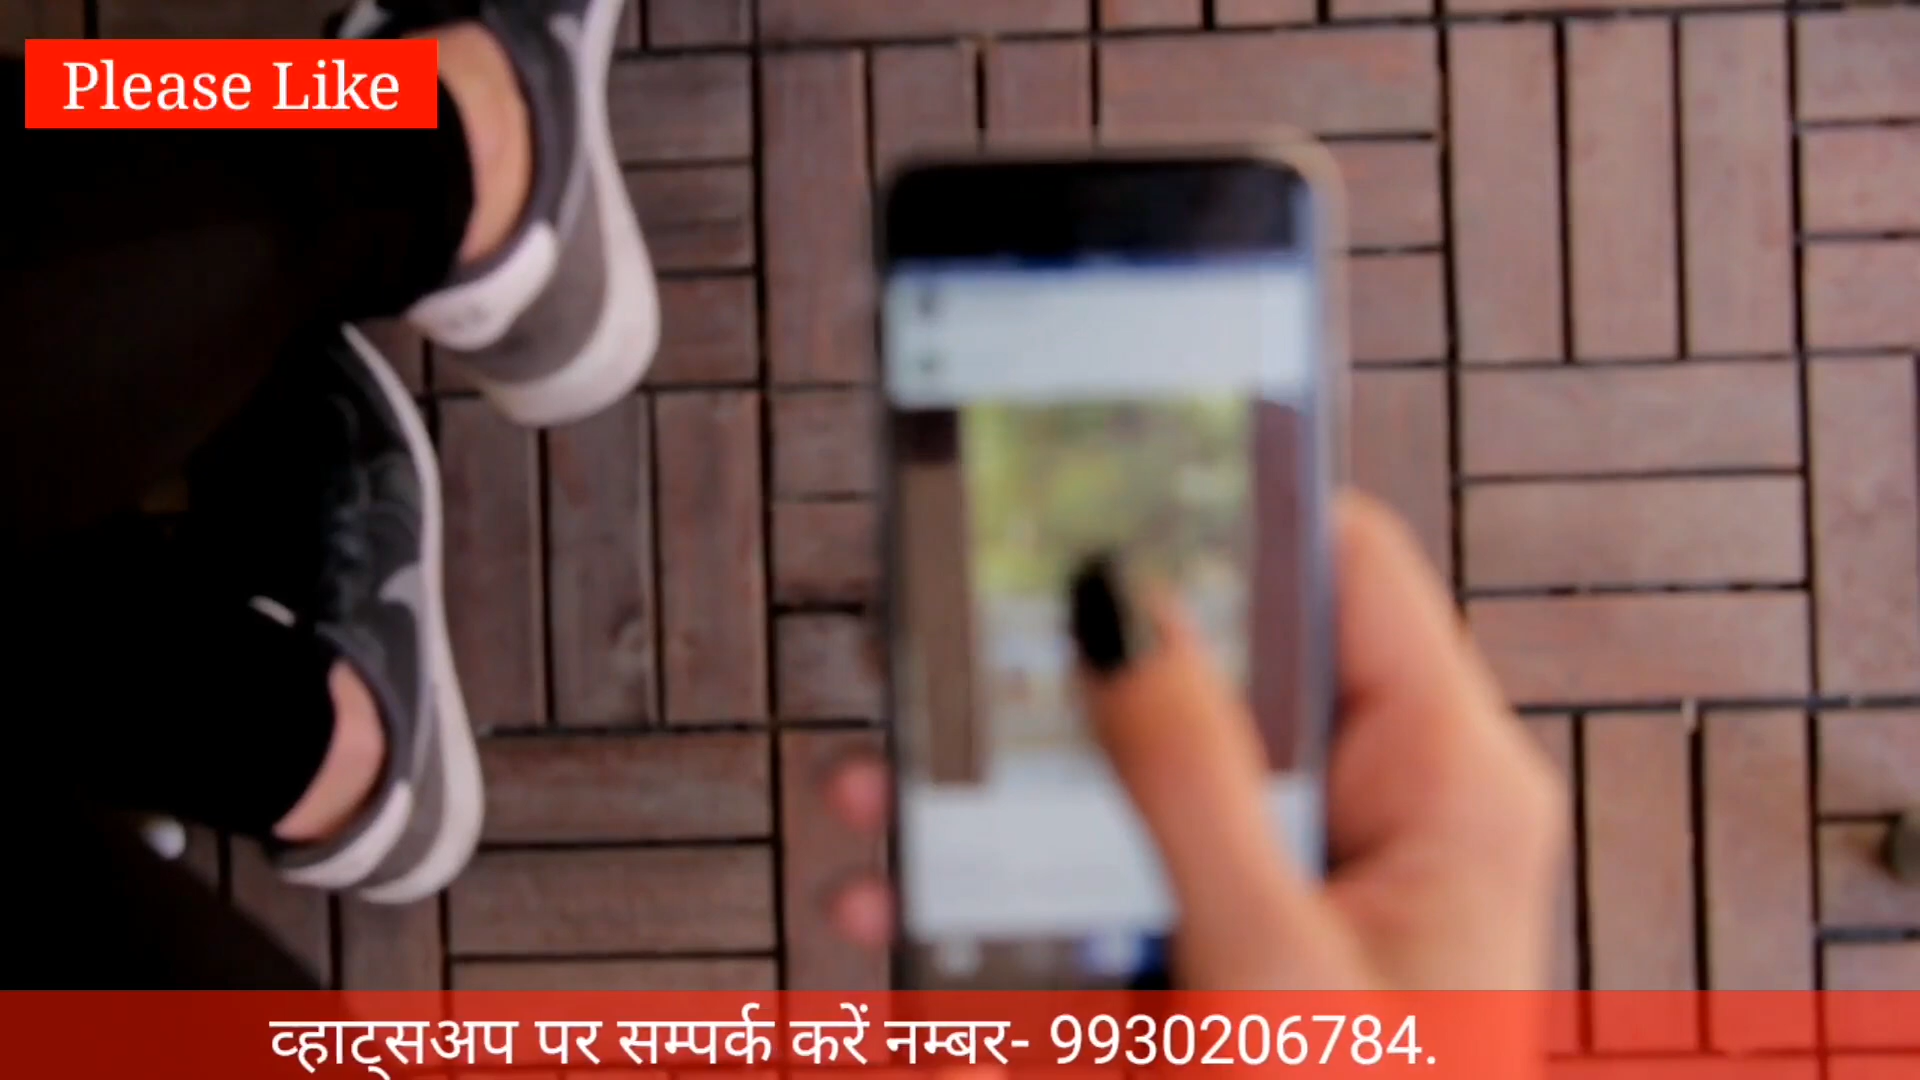 Please Like
व्हाट्सअप पर सम्पर्क करें नम्बर- 9930206784.